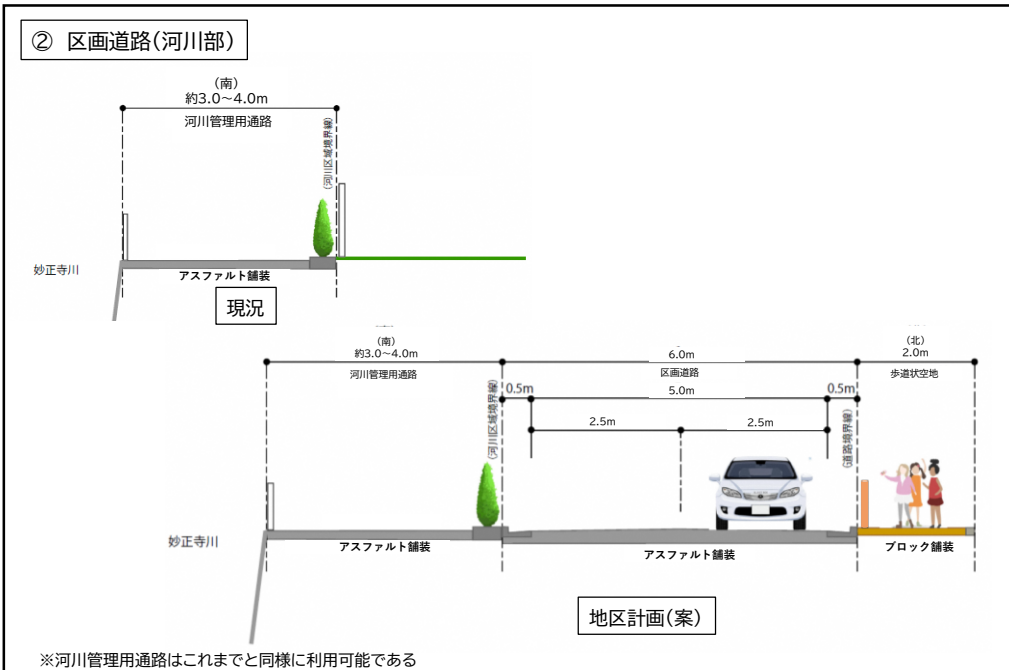 ② 区画道路(河川部)
(南)
約3.0~4.0m
河川管理用通路
(河川区域境界線)
妙正寺川
アスファルト舗装
現況
(南)
約3.0~4.0m
河川管理用通路
6.0m
区画道路
(北)
2.0m
歩道状空地
(河川区域境界線)
0.5m
5.0m
0.5m
2.5m
2.5m
(道路境界線)
妙正寺川
アスファルト舗装
アスファルト舗装
ブロック舗装
地区計画(案)
※河川管理用通路はこれまでと同様に利用可能である